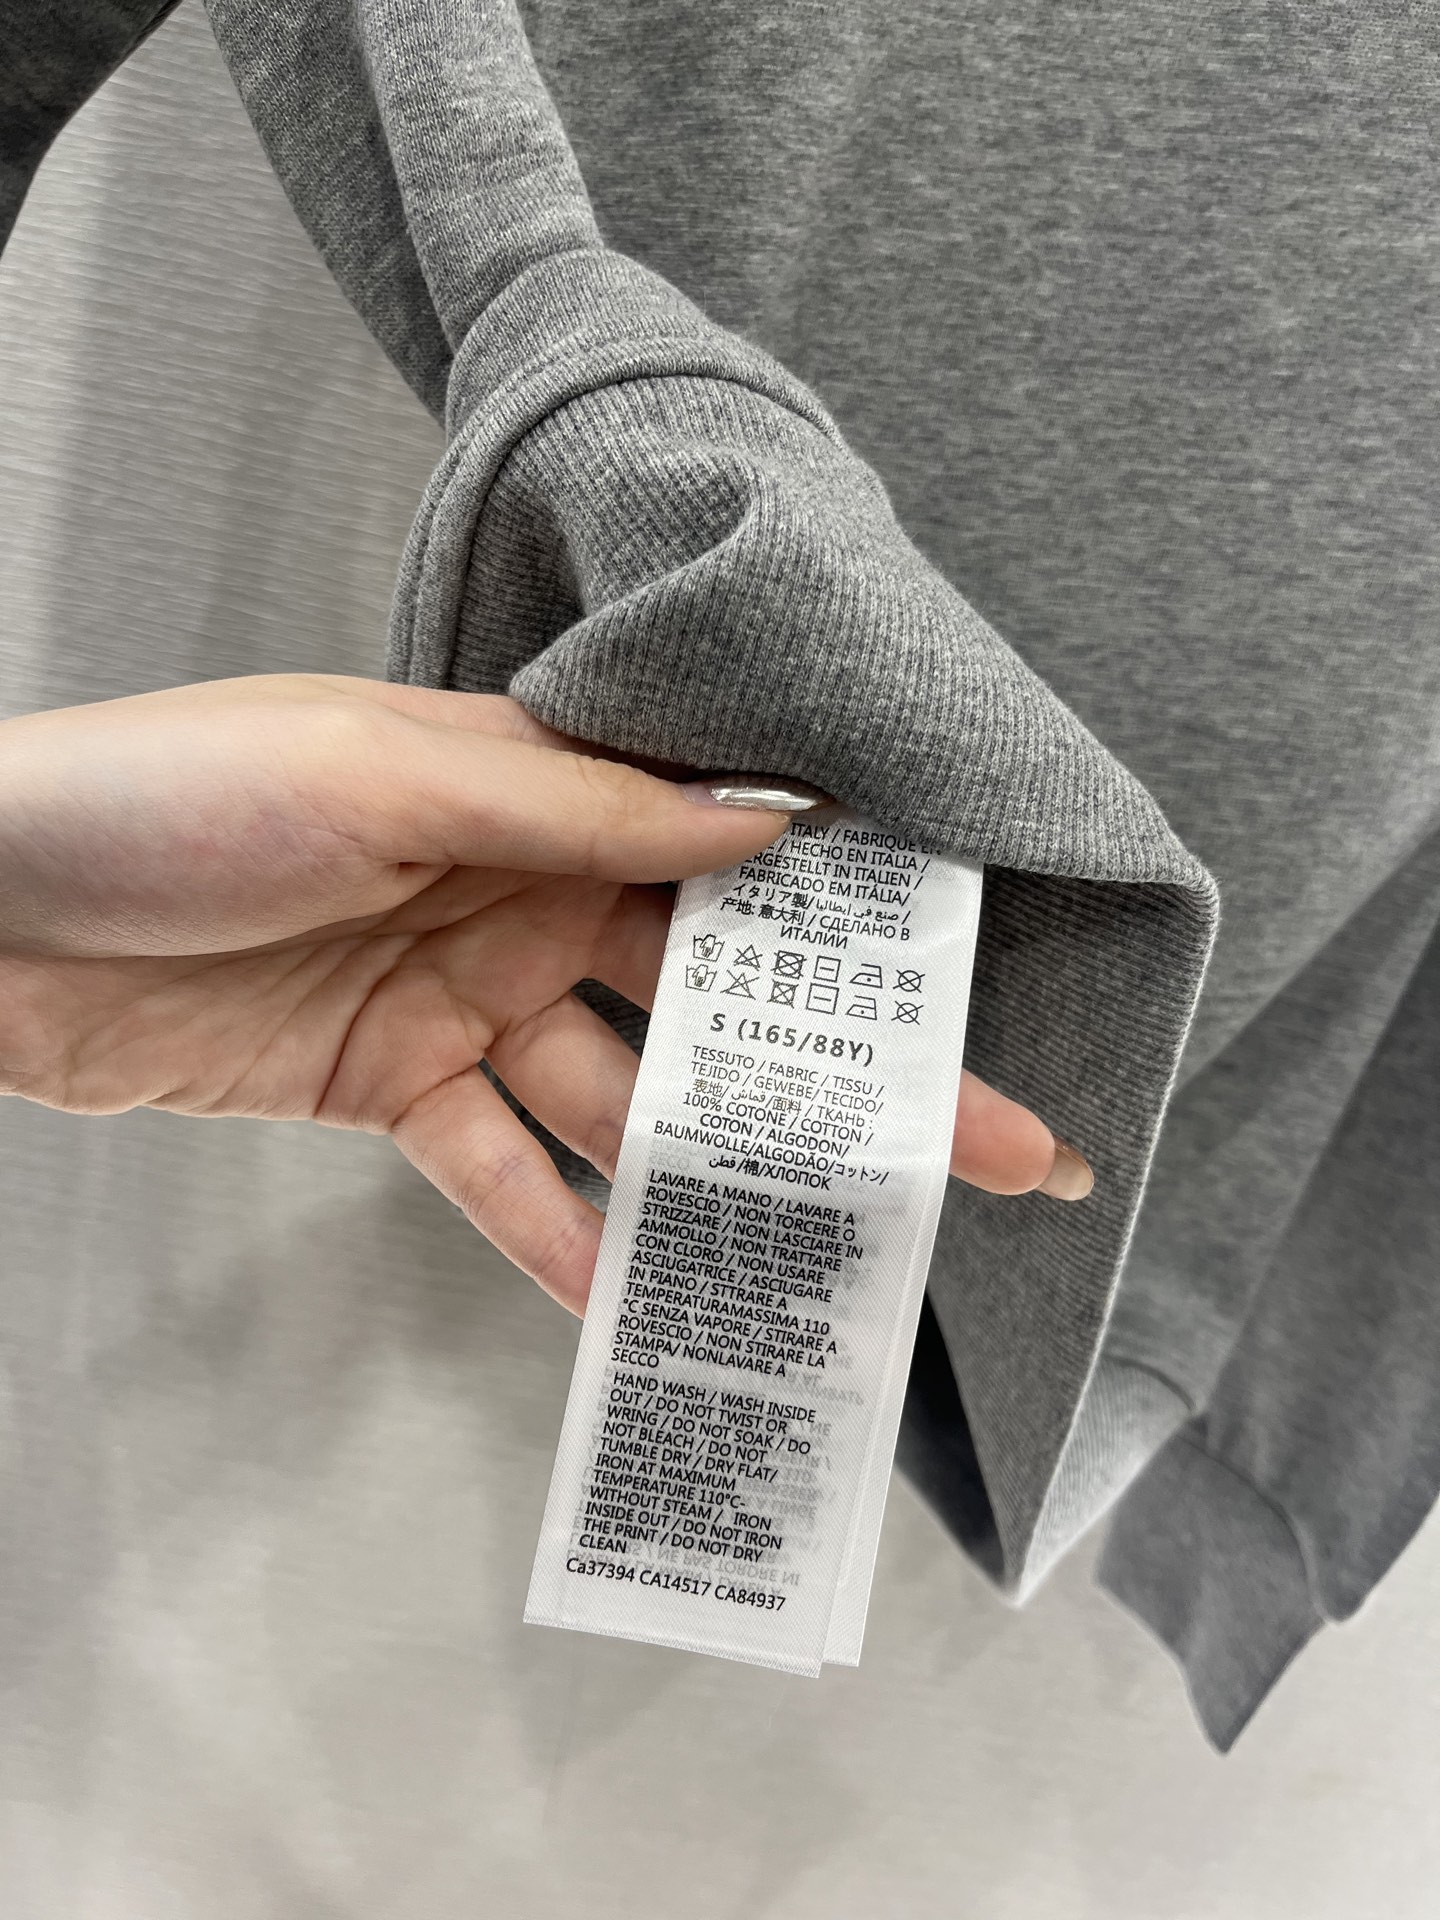 ITALY / FABRIQUE EN
/ HECHO EN ITALIA /
ERGESTELLT IN ITALIEN /
FABRICADO EM ITÁLIA/
イタリア製/ صنع في إيطاليا /
产地: 意大利 / СДЕЛАНО В
ИТАЛИИ
S (165/88Y)
TESSUTO / FABRIC / TISSU /
TEJIDO / GEWEBE/ TECIDO/
表地/ قماش /面料 / ТКАНЬ :
100% COTONE / COTTON /
COTON / ALGODON/
BAUMWOLLE/ALGODÃO/コットン/
قطن /棉/ХЛОПОК
LAVARE A MANO / LAVARE A
ROVESCIO / NON TORCERE O
STRIZZARE / NON LASCIARE IN
AMMOLLO / NON TRATTARE
CON CLORO / NON USARE
ASCIUGATRICE / ASCIUGARE
IN PIANO / STTRARE A
TEMPERATURAMASSIMA 110
°C SENZA VAPORE / STIRARE A
ROVESCIO / NON STIRARE LA
STAMPA/ NONLAVARE A
SECCO
HAND WASH / WASH INSIDE
OUT / DO NOT TWIST OR
WRING / DO NOT SOAK / DO
NOT BLEACH / DO NOT
TUMBLE DRY / DRY FLAT/
IRON AT MAXIMUM
TEMPERATURE 110°C-
WITHOUT STEAM / IRON
INSIDE OUT / DO NOT IRON
THE PRINT / DO NOT DRY
CLEAN
Ca37394 CA14517 CA84937